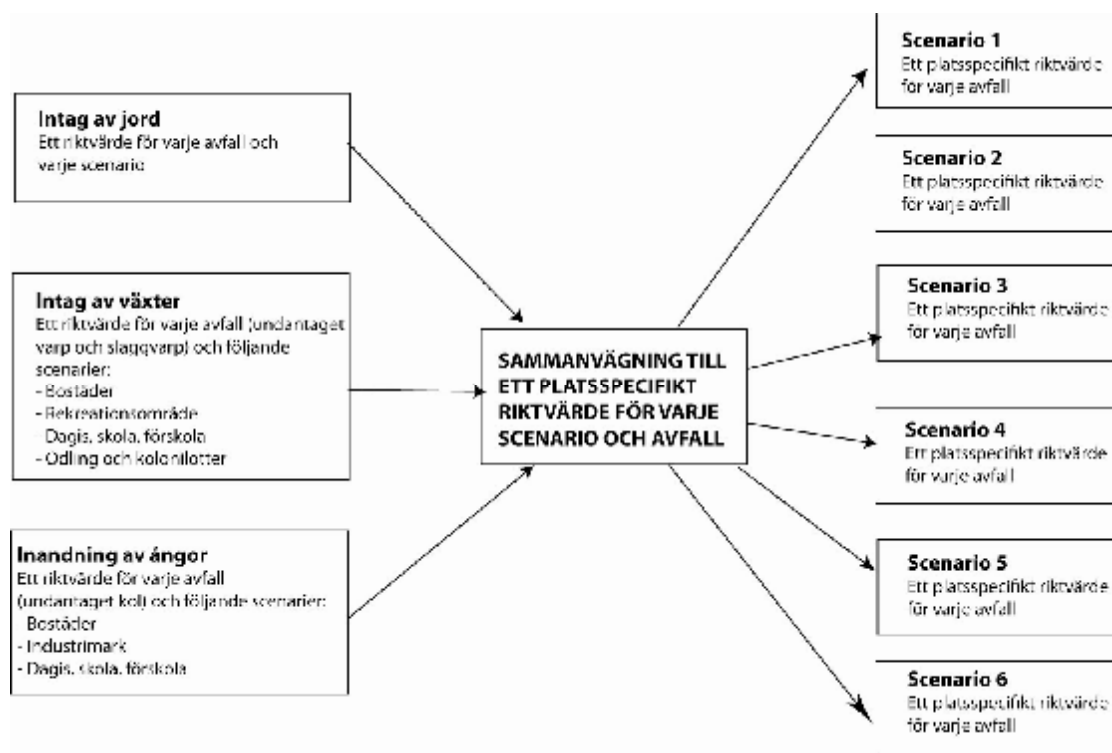 Intag av jord
Ett riktvärde för varje avfall och
varje scenario
Intag av växter
Ett riktvärde för varje avfall (undantaget
varp och slaggvarp) och följande
scenarier:
- Bostäder
- Rekreationsområde
- Dagis, skola, förskola
- Odling och kolonilotter
Inandning av ångor
Ett riktvärde för varje avfall
(undantaget kol) och följande scenarier:
- Bostäder
- Industrimark
- Dagis, skola, förskola
SAMMANVÄGNING TILL
ETT PLATSSPECIFIKT
RIKTVÄRDE FÖR VARJE
SCENARIO OCH AVFALL
Scenario 1
Ett platsspecifikt riktvärde
för varje avfall
Scenario 2
Ett platsspecifikt riktvärde
för varje avfall
Scenario 3
Ett platsspecifikt riktvärde
för varje avfall
Scenario 4
Ett platsspecifikt riktvärde
för varje avfall
Scenario 5
Ett platsspecifikt riktvärde
för varje avfall
Scenario 6
Ett platsspecifikt riktvärde
för varje avfall